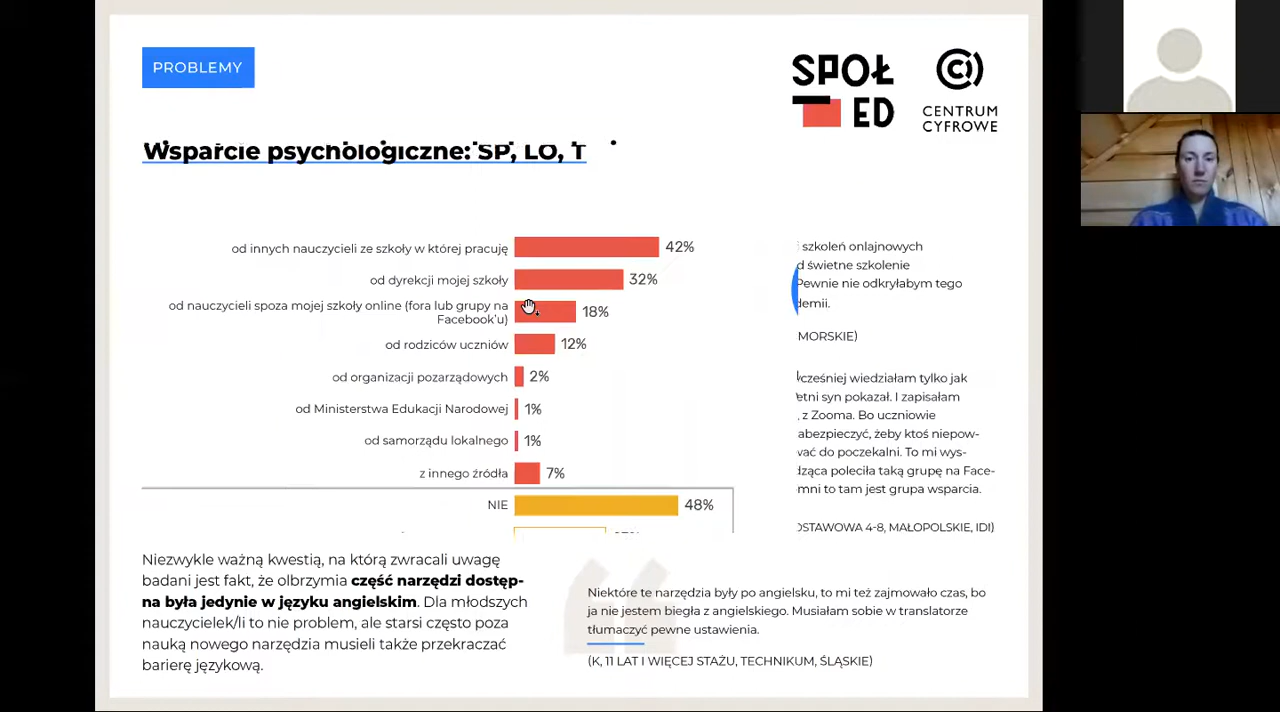 PROBLEMY
SPOŁ
ED
CENTRUM
CYFROWE
Wsparcie psychologiczne: SP, LO, T
od innych nauczycieli ze szkoły w której pracuję 42%
od dyrekcji mojej szkoły 32%
od nauczycieli spoza mojej szkoły online (fora lub grupy na
Facebook'u) 18%
od rodziców uczniów 12%
od organizacji pozarządowych 2%
od Ministerstwa Edukacji Narodowej 1%
od samorządu lokalnego 1%
z innego źródła 7%
NIE 48%
szkoleń onlajnowych
d świetne szkolenie
Pewnie nie odkryłabym tego
demii.
MORSKIE)
cześniej wiedziałam tylko jak
etni syn pokazał. I zapisałam
, z Zooma. Bo uczniowie
abezpieczyć, żeby ktoś niepow-
vać do poczekalni. To mi wys-
dząca poleciła taką grupę na Face-
mni to tam jest grupa wsparcia.
OSTAWOWA 4-8, MAŁOPOLSKIE, IDI)
Niezwykle ważną kwestią, na którą zwracali uwagę
badani jest fakt, że olbrzymia część narzędzi dostęp-
na była jedynie w języku angielskim. Dla młodszych
nauczycielek/li to nie problem, ale starsi często poza
nauką nowego narzędzia musieli także przekraczać
barierę językową.
Niektóre te narzędzia były po angielsku, to mi też zajmowało czas, bo
ja nie jestem biegła z angielskiego. Musiałam sobie w translatorze
tłumaczyć pewne ustawienia.
(K, 11 LAT I WIĘCEJ STAŻU, TECHNIKUM, ŚLĄSKIE)